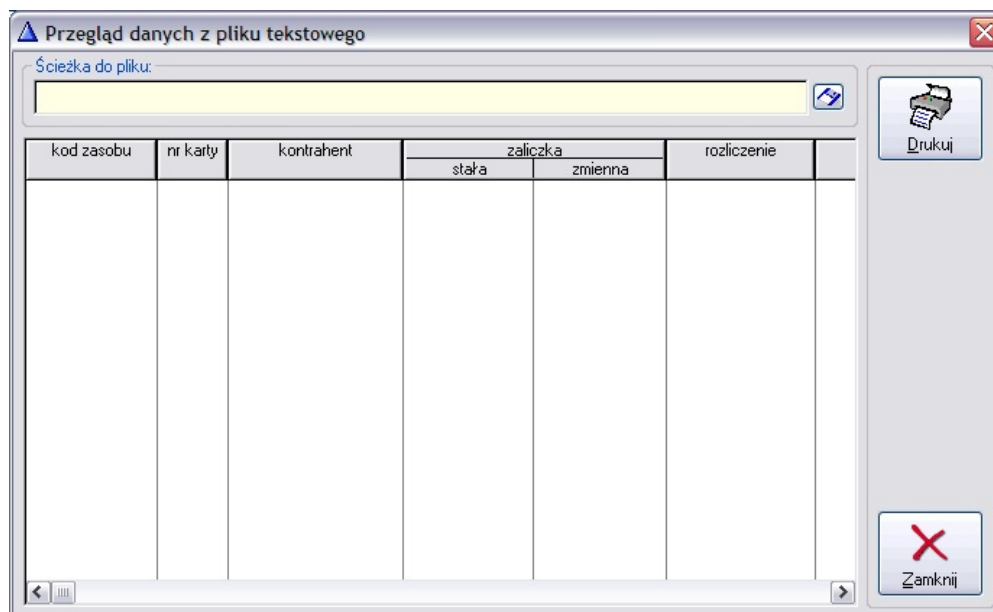 Przegląd danych z pliku tekstowego
Ścieżka do pliku:
Drukuj
kod zasobu nr karty kontrahent zaliczka rozliczenie
stała zmienna
Zamknij